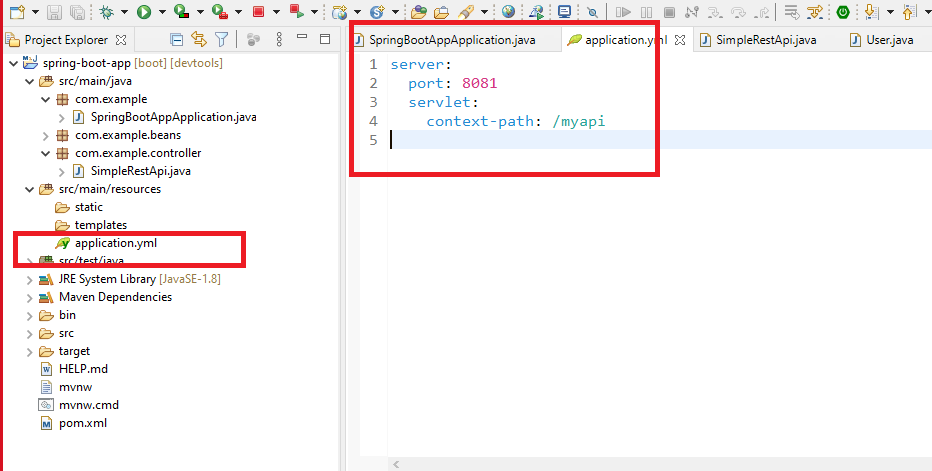 Project Explorer
spring-boot-app [boot] [devtools]
src/main/java
com.example
SpringBootAppApplication.java
com.example.beans
com.example.controller
SimpleRestApi.java
src/main/resources
static
templates
application.yml
src/test/java
JRE System Library [JavaSE-1.8]
Maven Dependencies
bin
src
target
HELP.md
mvnw
mvnw.cmd
pom.xml
SpringBootAppApplication.java
application.yml
SimpleRestApi.java
User.java
1 server:
2 port: 8081
3 servlet:
4 context-path: /myapi
5